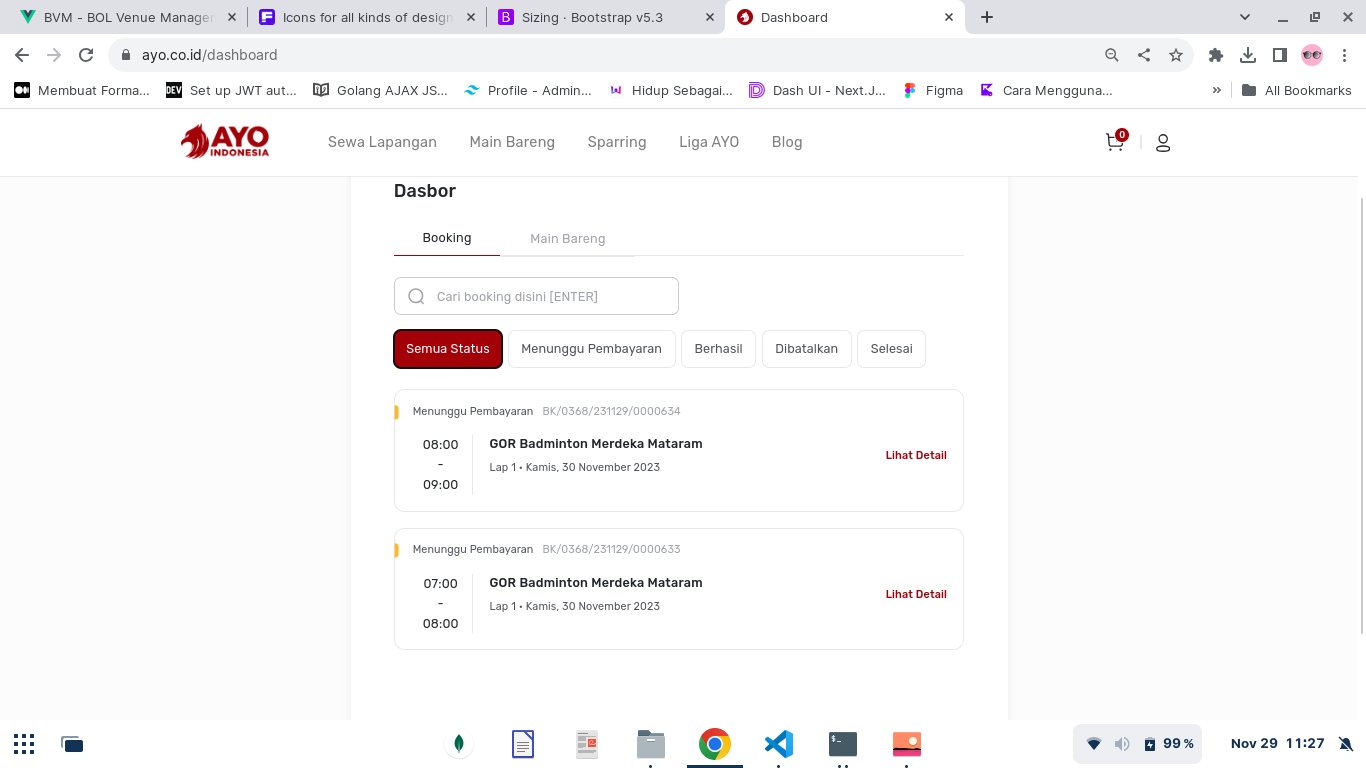 BVM - BOL Venue Manager
Icons for all kinds of design
Sizing · Bootstrap v5.3
Dashboard
ayo.co.id/dashboard
Membuat Forma...
Set up JWT aut...
Golang AJAX JS...
Profile - Admin...
Hidup Sebagai...
Dash UI - Next.J...
Figma
Cara Mengguna...
»
All Bookmarks
AYO
INDONESIA
Sewa Lapangan
Main Bareng
Sparring
Liga AYO
Blog
0
Dasbor
Booking
Main Bareng
Cari booking disini [ENTER]
Semua Status
Menunggu Pembayaran
Berhasil
Dibatalkan
Selesai
Menunggu Pembayaran BK/0368/231129/0000634
08:00
-
09:00
GOR Badminton Merdeka Mataram
Lap 1 • Kamis, 30 November 2023
Lihat Detail
Menunggu Pembayaran BK/0368/231129/0000633
07:00
-
08:00
GOR Badminton Merdeka Mataram
Lap 1 • Kamis, 30 November 2023
Lihat Detail
99 %
Nov 29 11:27